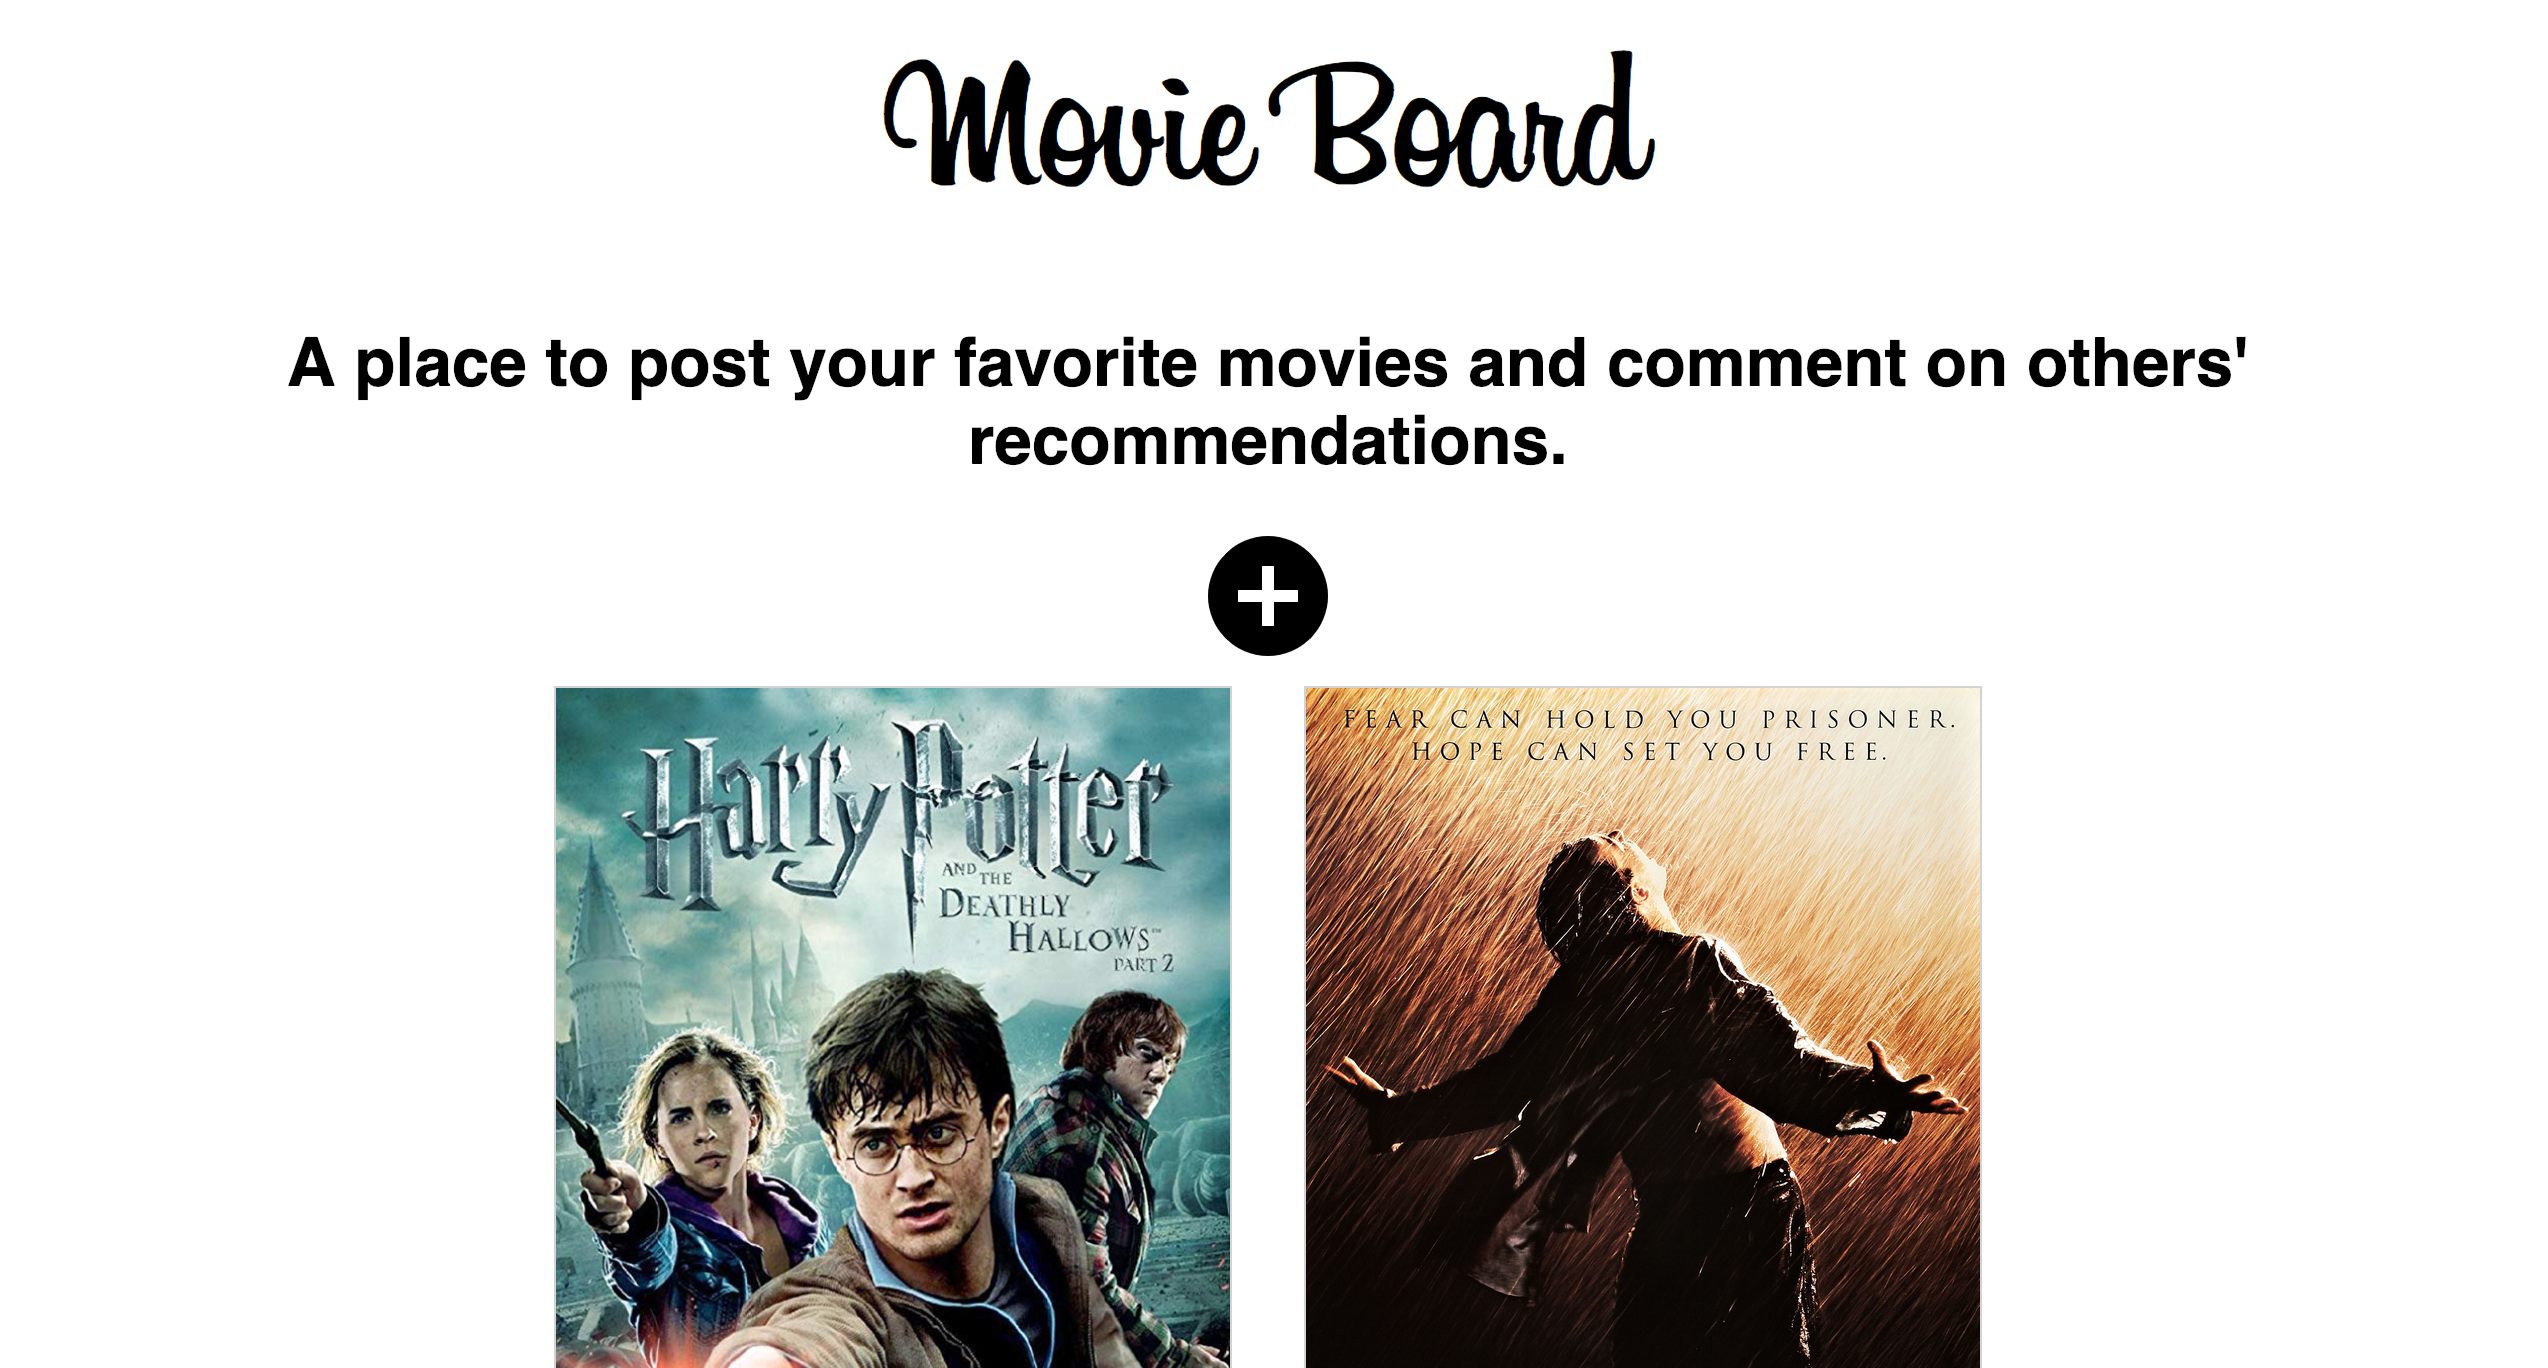 Movie Board
A place to post your favorite movies and comment on others'
recommendations.
Harry Potter
AND THE
DEATHLY
HALLOWS™
PART 2
FEAR CAN HOLD YOU PRISONER.
HOPE CAN SET YOU FREE.